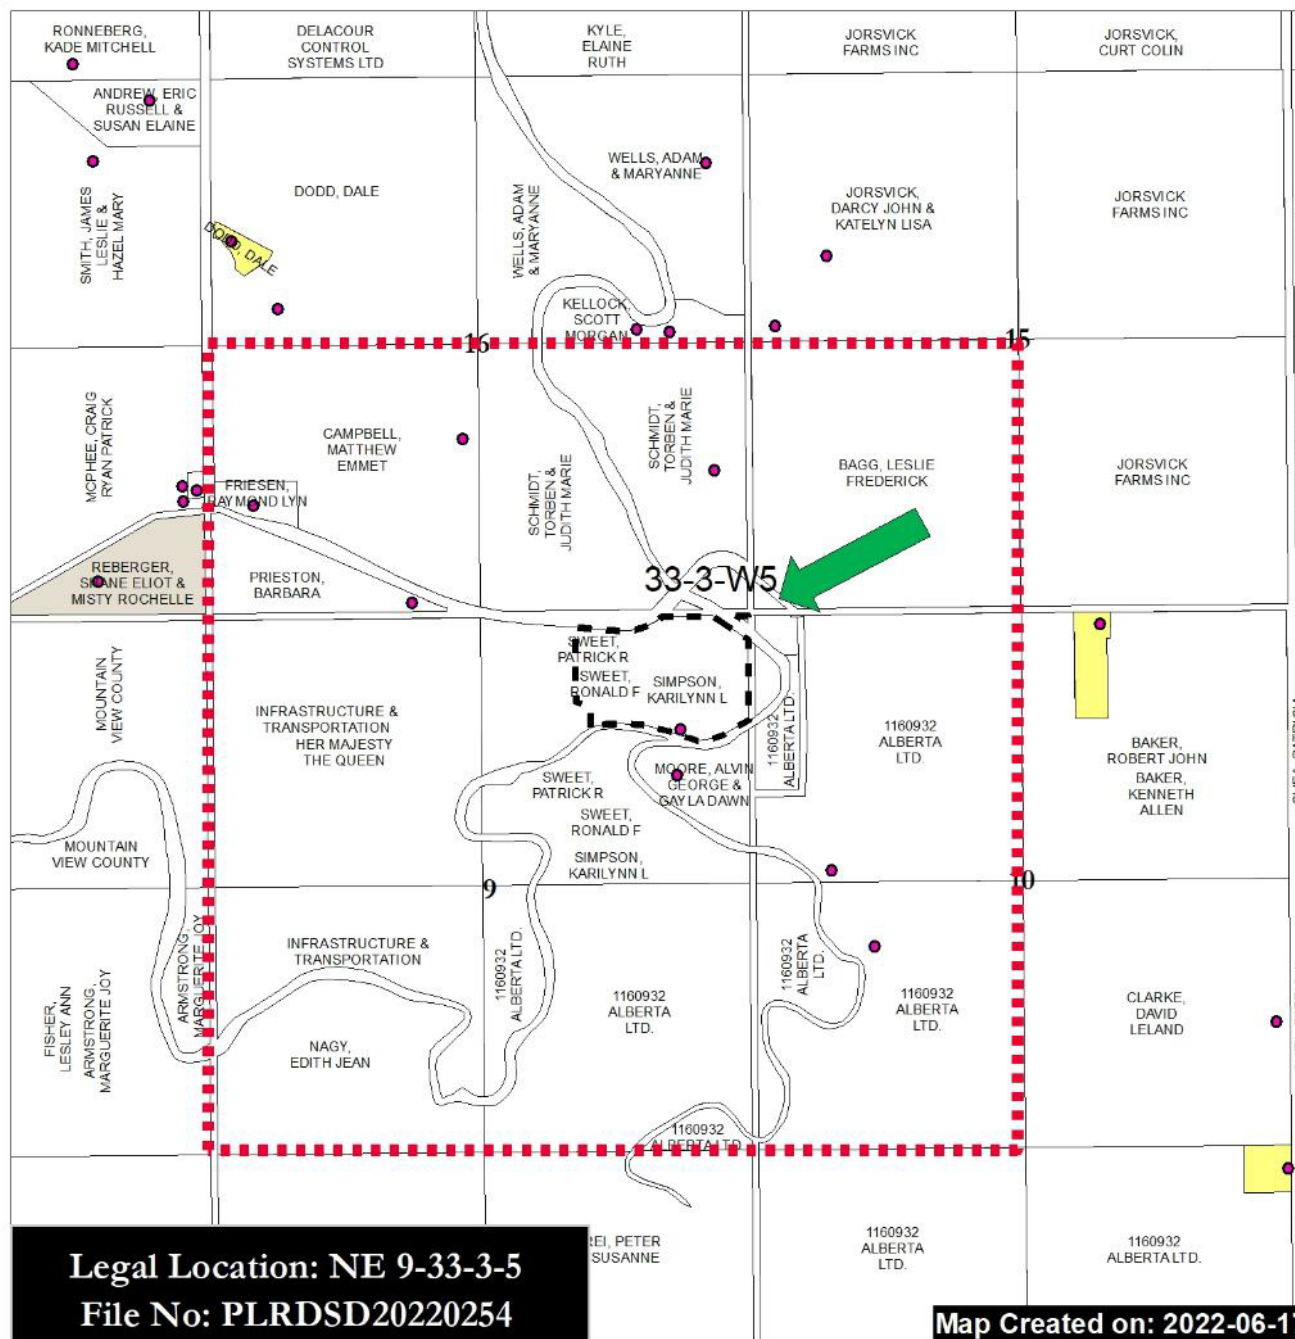 RONNEBERG,
KADE MITCHELL
DELACOUR
CONTROL
SYSTEMS LTD
KYLE,
ELAINE
RUTH
JORSVICK
FARMS INC
JORSVICK,
CURT COLIN
ANDREW, ERIC
RUSSELL &
SUSAN ELAINE
SMITH, JAMES
LESLIE &
HAZEL MARY
DODD, DALE
DODD, DALE
WELLS, ADAM
& MARYANNE
WELLS, ADAM
& MARYANNE
JORSVICK,
DARCY JOHN &
KATELYN LISA
JORSVICK
FARMS INC
KELLOCK,
SCOTT
MORGAN
16
15
MCPHEE, CRAIG
RYAN PATRICK
CAMPBELL,
MATTHEW
EMMET
FRIESEN,
RAYMOND LYN
SCHMIDT,
TORBEN &
JUDITH MARIE
SCHMIDT,
TORBEN &
JUDITH MARIE
BAGG, LESLIE
FREDERICK
JORSVICK
FARMS INC
REBERGER,
SHANE ELIOT &
MISTY ROCHELLE
PRIESTON,
BARBARA
33-3-W5
MOUNTAIN
VIEW COUNTY
INFRASTRUCTURE &
TRANSPORTATION
HER MAJESTY
THE QUEEN
SWEET,
PATRICK R
SWEET,
RONALD F
SIMPSON,
KARILYNN L
1160932
ALBERTA LTD.
1160932
ALBERTA
LTD.
BAKER,
ROBERT JOHN
BAKER,
KENNETH
ALLEN
MOORE, ALVIN
GEORGE &
GAYLA DAWN
SWEET,
PATRICK R
SWEET,
RONALD F
SIMPSON,
KARILYNN L
MOUNTAIN
VIEW COUNTY
9
10
ARMSTRONG,
MARGUERITE JOY
INFRASTRUCTURE &
TRANSPORTATION
1160932
ALBERTA LTD.
1160932
ALBERTA
LTD.
1160932
ALBERTA
LTD.
1160932
ALBERTA
LTD.
CLARKE,
DAVID
LELAND
FISHER,
LESLEY ANN
ARMSTRONG,
MARGUERITE JOY
NAGY,
EDITH JEAN
1160932
ALBERTA LTD.
REI, PETER
SUSANNE
1160932
ALBERTA
LTD.
1160932
ALBERTA LTD.
Legal Location: NE 9-33-3-5
File No: PLRDSD20220254
Map Created on: 2022-06-1